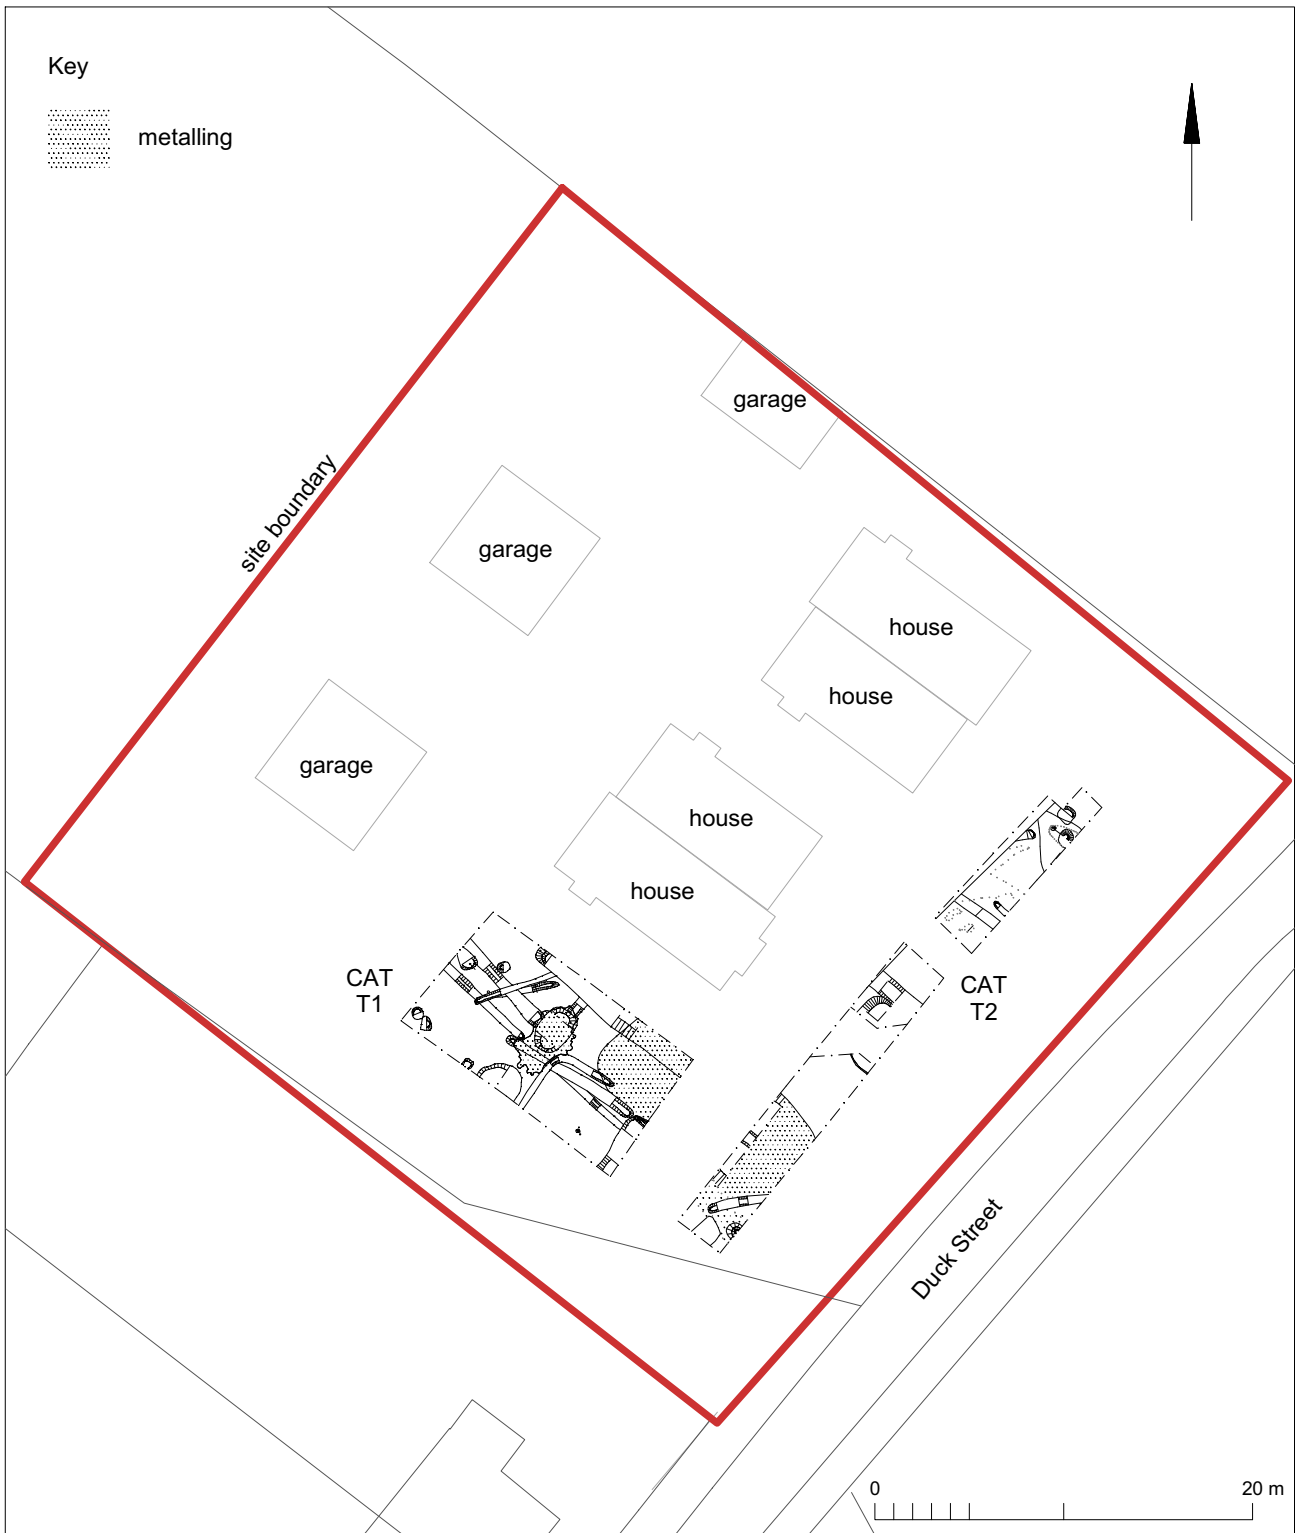 Key
metalling
garage
site boundary
garage
house
house
garage
house
house
CAT
T1
CAT
T2
Duck Street
0
20 m